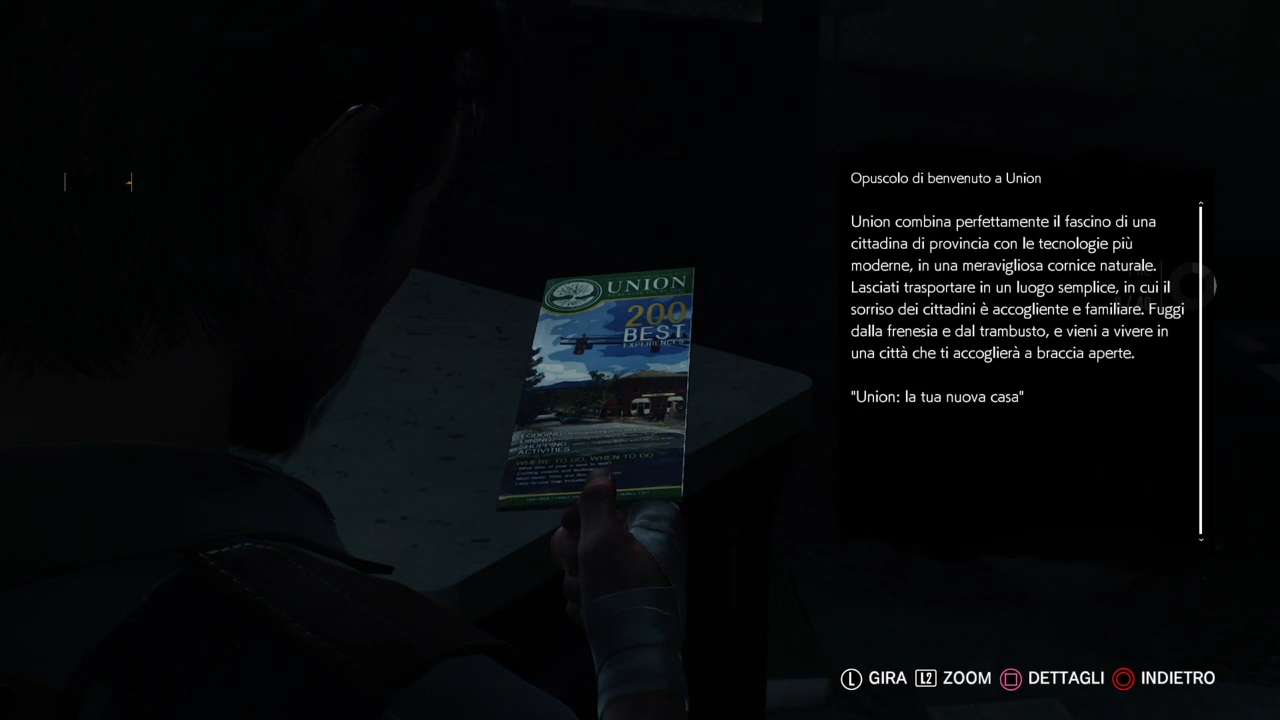 Opuscolo di benvenuto a Union
Union combina perfettamente il fascino di una
cittadina di provincia con le tecnologie più
moderne, in una meravigliosa cornice naturale.
Lasciati trasportare in un luogo semplice, in cui il
sorriso dei cittadini è accogliente e familiare. Fuggi
dalla frenesia e dal trambusto, e vieni a vivere in
una città che ti accoglierà a braccia aperte.
"Union: la tua nuova casa"
UNION
200
BEST
EXPERIENCES
LODGING
DINING
SHOPPING
ACTIVITIES
WHERE TO GO, WHEN TO GO
L GIRA L2 ZOOM DETTAGLI INDIETRO